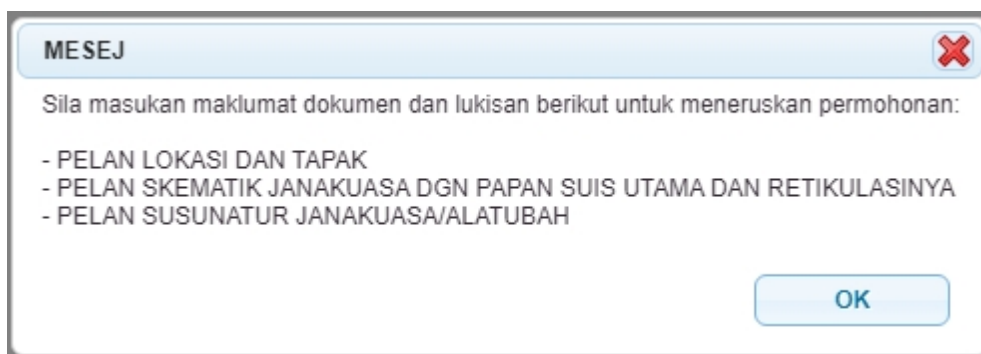 MESEJ
Sila masukan maklumat dokumen dan lukisan berikut untuk meneruskan permohonan:
- PELAN LOKASI DAN TAPAK
- PELAN SKEMATIK JANAKUASA DGN PAPAN SUIS UTAMA DAN RETIKULASINYA
- PELAN SUSUNATUR JANAKUASA/ALATUBAH
OK